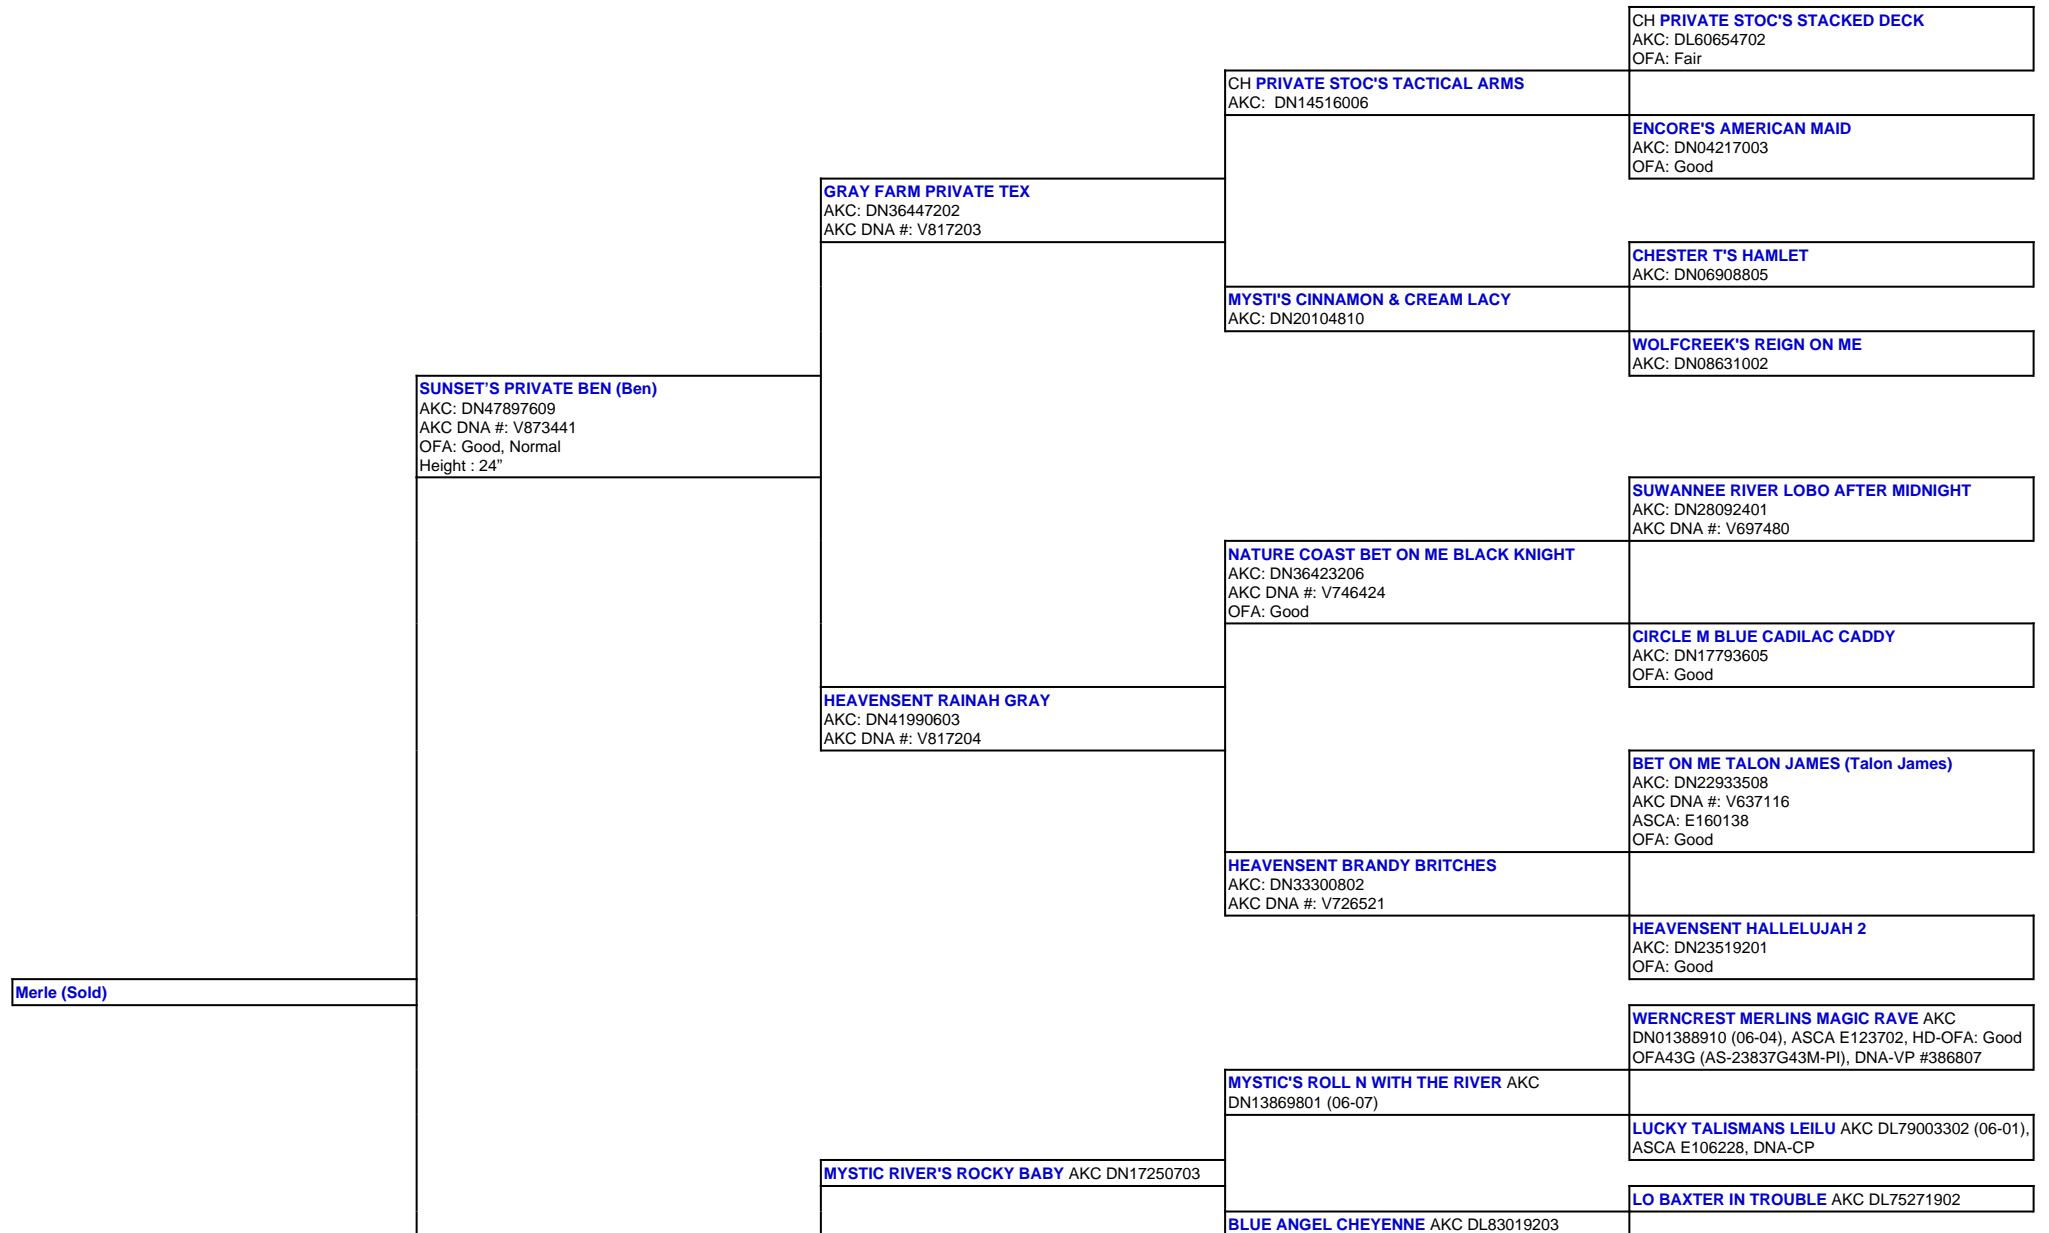 CH PRIVATE STOC'S STACKED DECK
AKC: DL60654702
OFA: Fair
CH PRIVATE STOC'S TACTICAL ARMS
AKC:  DN14516006
ENCORE'S AMERICAN MAID
AKC: DN04217003
OFA: Good
GRAY FARM PRIVATE TEX
AKC: DN36447202
AKC DNA #: V817203
CHESTER T'S HAMLET
AKC: DN06908805
MYSTI'S CINNAMON & CREAM LACY
AKC: DN20104810
WOLFCREEK'S REIGN ON ME
AKC: DN08631002
SUNSET’S PRIVATE BEN (Ben)
AKC: DN47897609
AKC DNA #: V873441
OFA: Good, Normal
Height : 24”
SUWANNEE RIVER LOBO AFTER MIDNIGHT
AKC: DN28092401
AKC DNA #: V697480
NATURE COAST BET ON ME BLACK KNIGHT
AKC: DN36423206
AKC DNA #: V746424
OFA: Good
CIRCLE M BLUE CADILAC CADDY
AKC: DN17793605
OFA: Good
HEAVENSENT RAINAH GRAY
AKC: DN41990603
AKC DNA #: V817204
BET ON ME TALON JAMES (Talon James)
AKC: DN22933508
AKC DNA #: V637116
ASCA: E160138
OFA: Good
HEAVENSENT BRANDY BRITCHES
AKC: DN33300802
AKC DNA #: V726521
HEAVENSENT HALLELUJAH 2
AKC: DN23519201
OFA: Good
Merle (Sold)
WERNCREST MERLINS MAGIC RAVE AKC
DN01388910 (06-04), ASCA E123702, HD-OFA: Good
OFA43G (AS-23837G43M-PI), DNA-VP #386807
MYSTIC'S ROLL N WITH THE RIVER AKC
DN13869801 (06-07)
LUCKY TALISMANS LEILU AKC DL79003302 (06-01),
ASCA E106228, DNA-CP
MYSTIC RIVER'S ROCKY BABY AKC DN17250703
LO BAXTER IN TROUBLE AKC DL75271902
BLUE ANGEL CHEYENNE AKC DL83019203